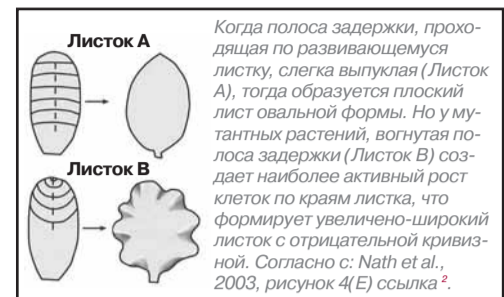 Листок А
Листок В
Когда полоса задержки, прохо-
дящая по развивающемуся
листку, слегка выпуклая (Листок
А), тогда образуется плоский
лист овальной формы. Но у му-
тантных растений, вогнутая по-
лоса задержки (Листок В) соз-
дает наиболее активный рост
клеток по краям листка, что
формирует увеличено-широкий
листок с отрицательной кривиз-
ной. Согласно с: Nath et al.,
2003, рисунок 4(Е) ссылка ².